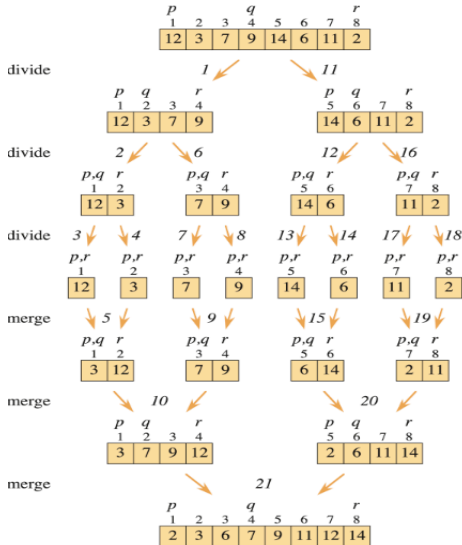 p q r
1 2 3 4 5 6 7 8
12 3 7 9 14 6 11 2
divide 1 11
p q r p q r
1 2 3 4 5 6 7 8
12 3 7 9 14 6 11 2
divide 2 6 12 16
p,q r p,q r p,q r p,q r
1 2 3 4 5 6 7 8
12 3 7 9 14 6 11 2
divide 3 4 7 8 13 14 17 18
p,r p,r p,r p,r p,r p,r p,r p,r
1 2 3 4 5 6 7 8
12 3 7 9 14 6 11 2
merge 5 9 15 19
p,q r p,q r p,q r p,q r
1 2 3 4 5 6 7 8
3 12 7 9 6 14 2 11
merge 10 20
p q r p q r
1 2 3 4 5 6 7 8
3 7 9 12 2 6 11 14
merge 21
p q r
1 2 3 4 5 6 7 8
2 3 6 7 9 11 12 14